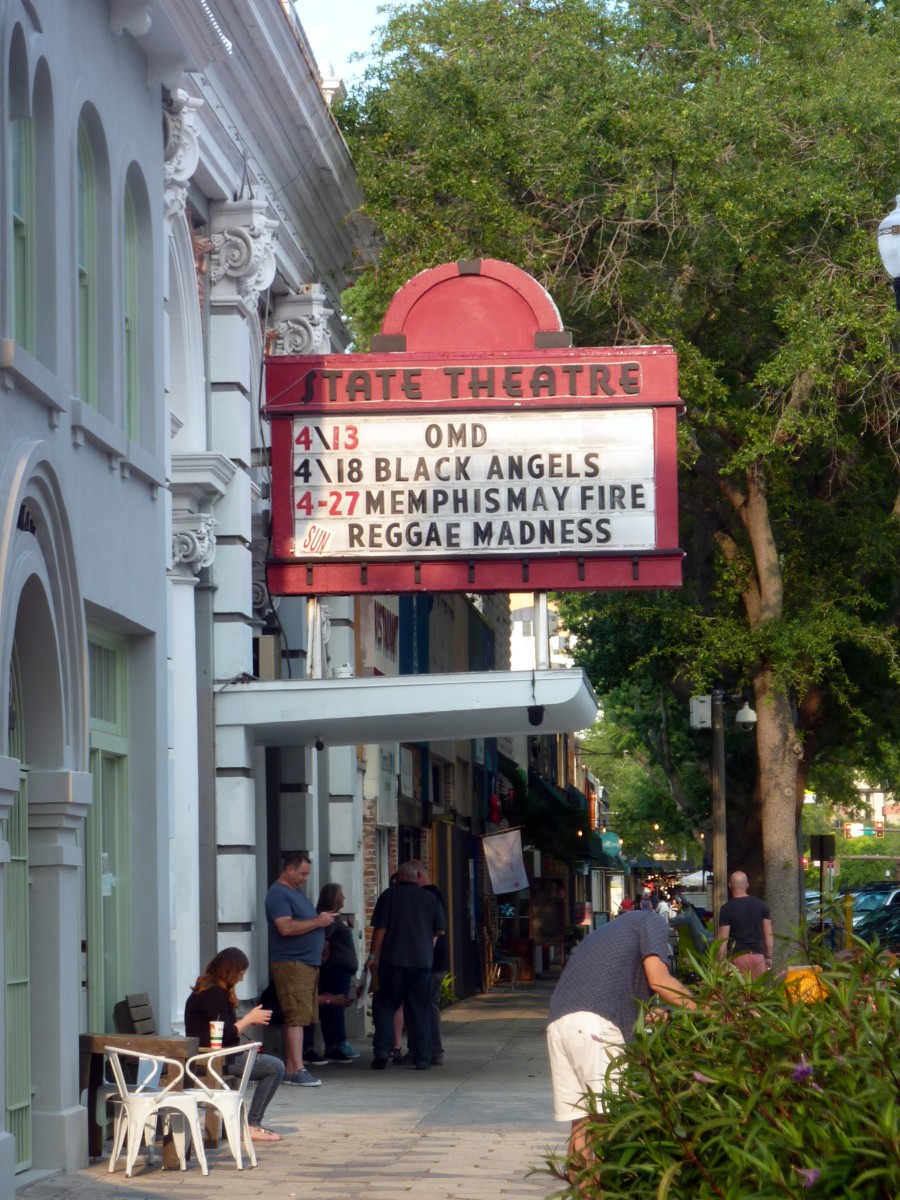 STATE THEATRE
4\13 OMD
4\18 BLACK ANGELS
4-27 MEMPHIS MAY FIRE
SUN REGGAE MADNESS